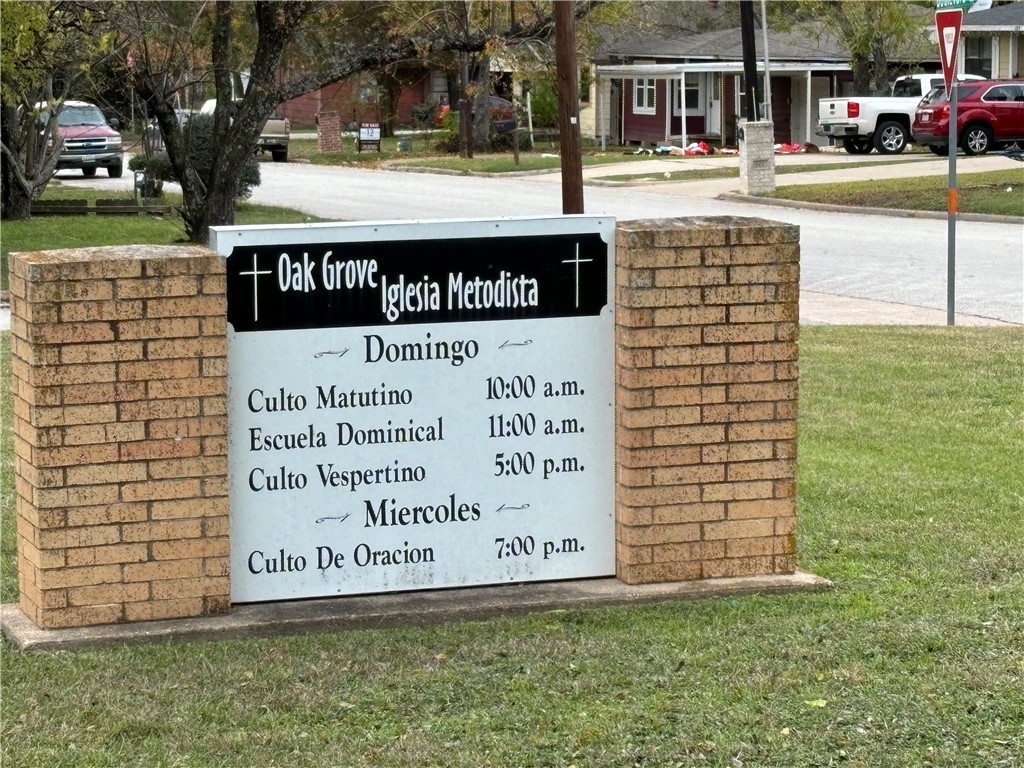 Oak Grove
Iglesia Metodista
Domingo
Culto Matutino 10:00 a.m.
Escuela Dominical 11:00 a.m.
Culto Vespertino 5:00 p.m.
Miercoles
Culto De Oracion 7:00 p.m.